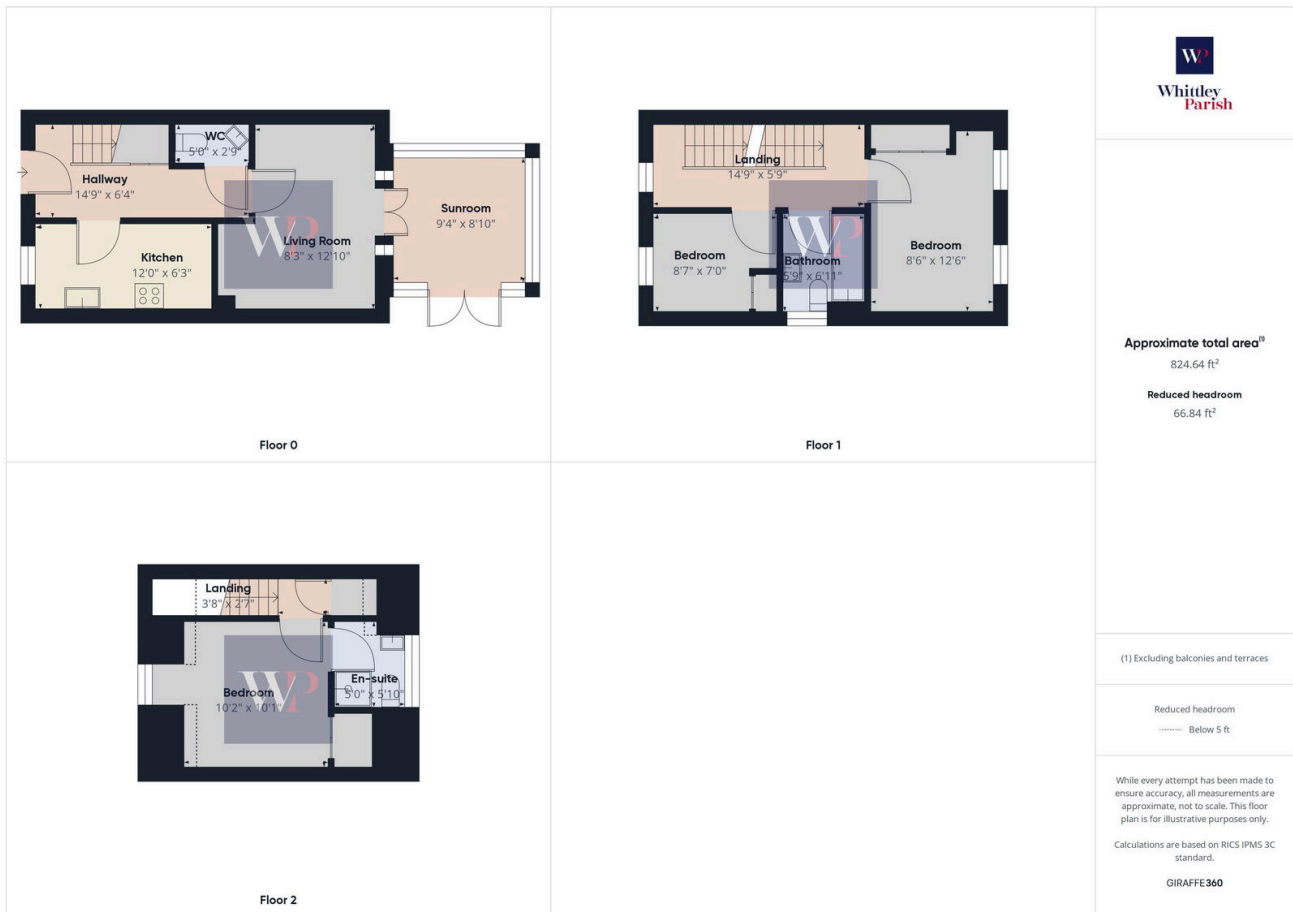 WC
5'0" x 2'9"
Hallway
14'9" x 6'4"
Sunroom
9'4" x 8'10"
Living Room
8'3" x 12'10"
Kitchen
12'0" x 6'3"
WP
Floor 0
Landing
14'9" x 5'9"
Bedroom
8'6" x 12'6"
Bedroom
8'7" x 7'0"
Bathroom
5'9" x 6'11"
WP
Floor 1
Landing
3'8" x 2'7"
En-suite
5'0" x 5'10"
Bedroom
10'2" x 10'1"
WP
Floor 2
WP
Whittley
Parish
Approximate total area(1)
824.64 ft²
Reduced headroom
66.84 ft²
(1) Excluding balconies and terraces
Reduced headroom
Below 5 ft
While every attempt has been made to
ensure accuracy, all measurements are
approximate, not to scale. This floor
plan is for illustrative purposes only.
Calculations are based on RICS IPMS 3C
standard.
GIRAFFE360